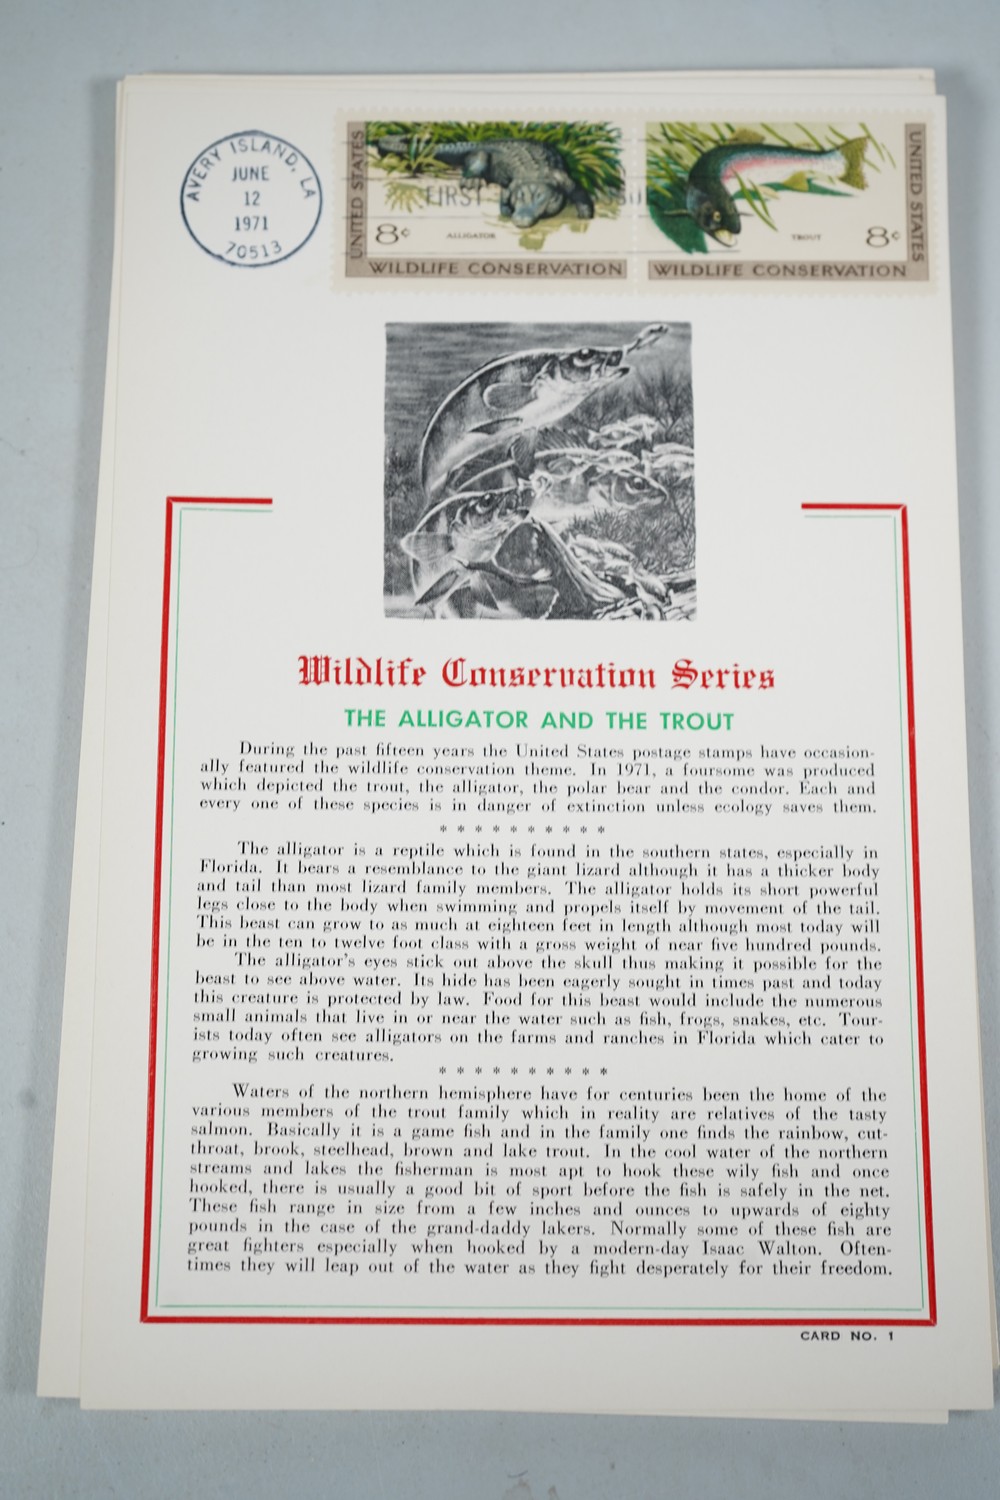 AVERY ISLAND, LA
JUNE
12
1971
70513
UNITED STATES
FIRST DAY ISSUE
8c ALLIGATOR
WILDLIFE CONSERVATION
UNITED STATES
TROUT 8c
WILDLIFE CONSERVATION
Wildlife Conservation Series
THE ALLIGATOR AND THE TROUT
During the past fifteen years the United States postage stamps have occasion-
ally featured the wildlife conservation theme. In 1971, a foursome was produced
which depicted the trout, the alligator, the polar bear and the condor. Each and
every one of these species is in danger of extinction unless ecology saves them.
* * * * * * * * * *
The alligator is a reptile which is found in the southern states, especially in
Florida. It bears a resemblance to the giant lizard although it has a thicker body
and tail than most lizard family members. The alligator holds its short powerful
legs close to the body when swimming and propels itself by movement of the tail.
This beast can grow to as much at eighteen feet in length although most today will
be in the ten to twelve foot class with a gross weight of near five hundred pounds.
The alligator's eyes stick out above the skull thus making it possible for the
beast to see above water. Its hide has been eagerly sought in times past and today
this creature is protected by law. Food for this beast would include the numerous
small animals that live in or near the water such as fish, frogs, snakes, etc. Tour-
ists today often see alligators on the farms and ranches in Florida which cater to
growing such creatures.
* * * * * * * * * *
Waters of the northern hemisphere have for centuries been the home of the
various members of the trout family which in reality are relatives of the tasty
salmon. Basically it is a game fish and in the family one finds the rainbow, cut-
throat, brook, steelhead, brown and lake trout. In the cool water of the northern
streams and lakes the fisherman is most apt to hook these wily fish and once
hooked, there is usually a good bit of sport before the fish is safely in the net.
These fish range in size from a few inches and ounces to upwards of eighty
pounds in the case of the grand-daddy lakers. Normally some of these fish are
great fighters especially when hooked by a modern-day Isaac Walton. Often-
times they will leap out of the water as they fight desperately for their freedom.
CARD NO. 1